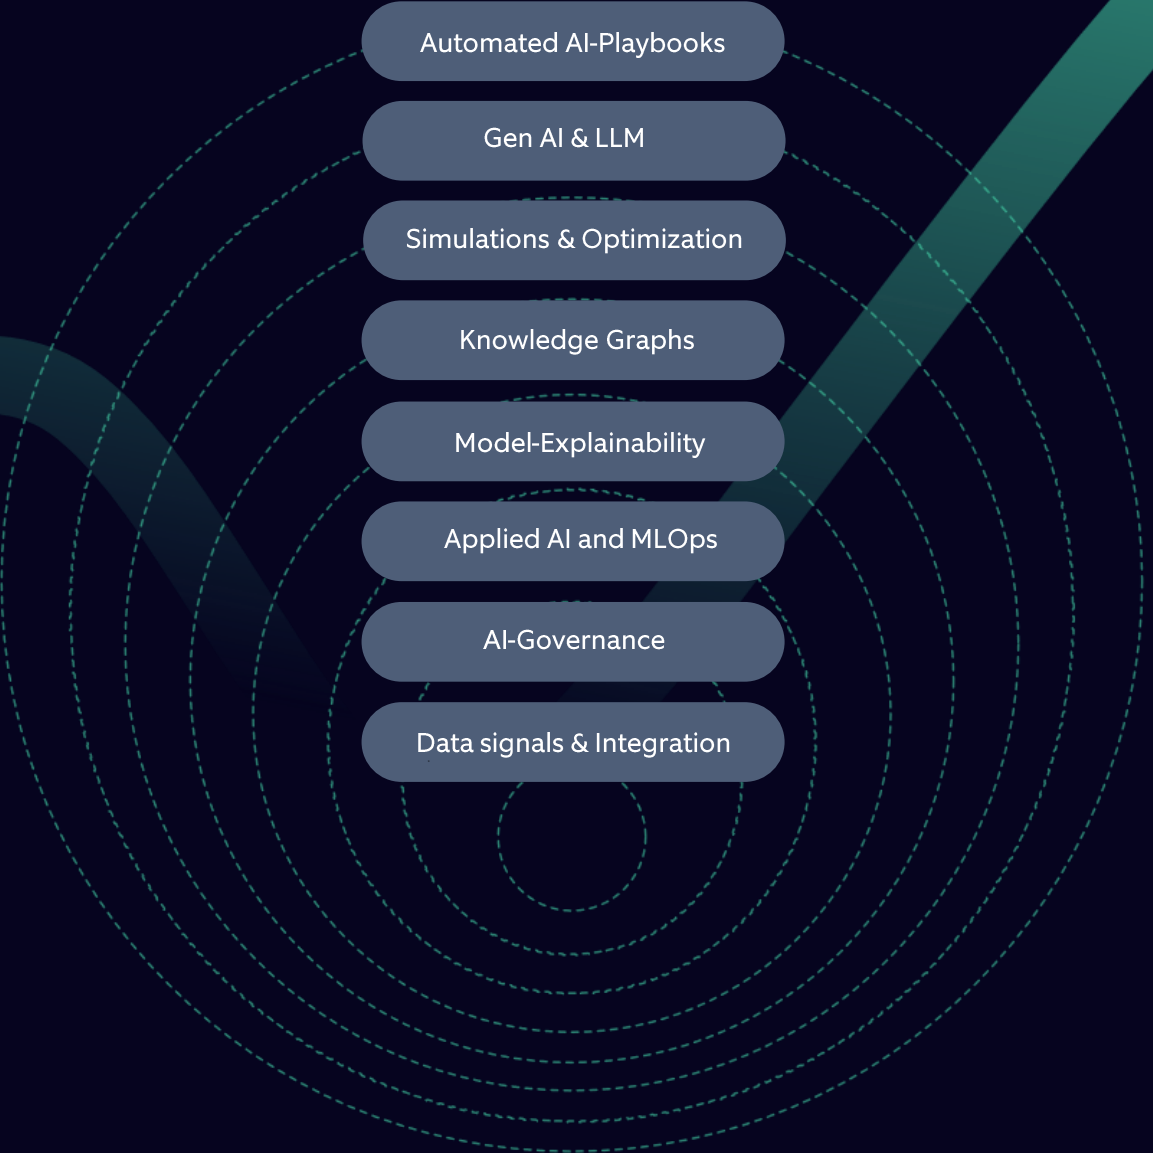 Automated AI-Playbooks
Gen AI & LLM
Simulations & Optimization
Knowledge Graphs
Model-Explainability
Applied AI and MLOps
AI-Governance
Data signals & Integration